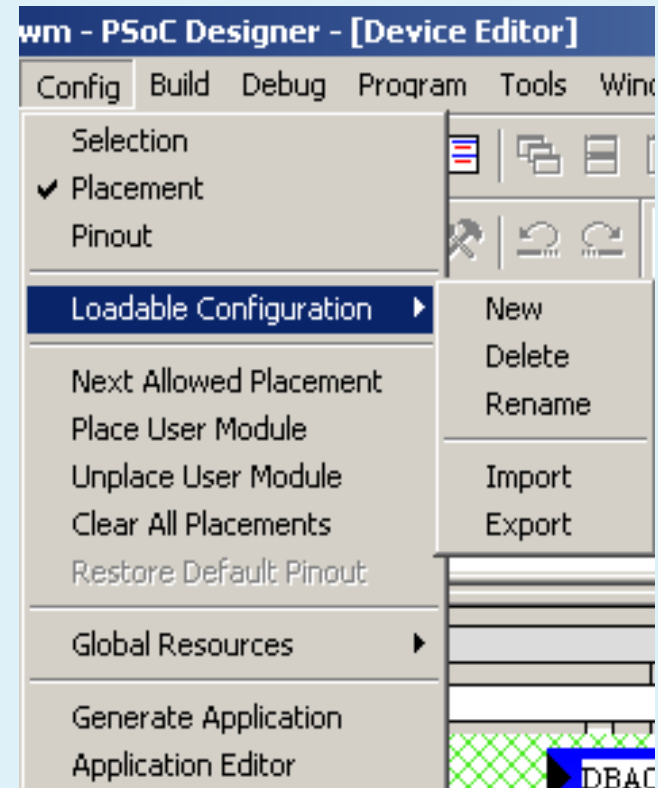 wm - PSoC Designer - [Device Editor]
Config Build Debug Program Tools
Selection
Placement
Pinout
Loadable Configuration
New
Delete
Rename
Import
Export
Next Allowed Placement
Place User Module
Unplace User Module
Clear All Placements
Restore Default Pinout
Global Resources
Generate Application
Application Editor